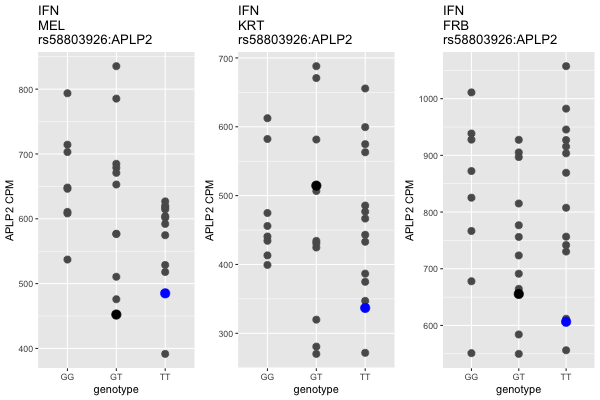 IFN
MEL
rs58803926:APLP2
800
700
600
500
400
APLP2 CPM
GG GT TT
genotype
IFN
KRT
rs58803926:APLP2
700
600
500
400
300
APLP2 CPM
GG GT TT
genotype
IFN
FRB
rs58803926:APLP2
1000
900
800
700
600
APLP2 CPM
GG GT TT
genotype